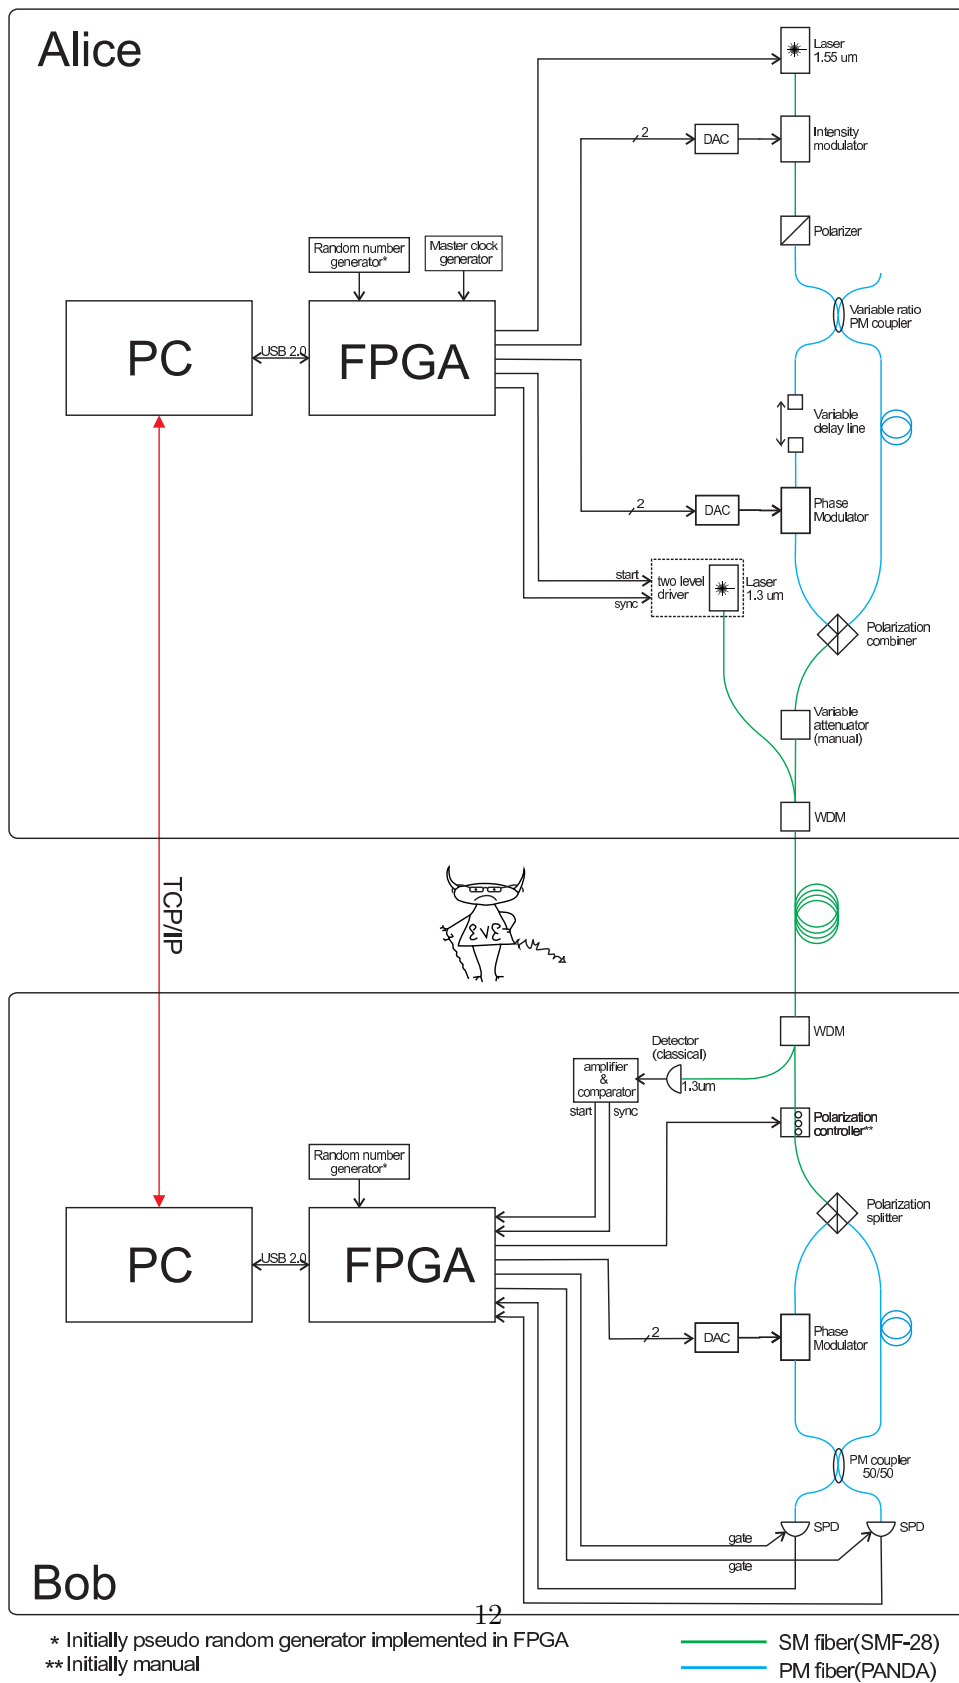 Alice
Laser
1.55 um
2
DAC
Intensity
modulator
Polarizer
Random number
generator*
Master clock
generator
Variable ratio
PM coupler
PC
USB 2.0
FPGA
Variable
delay line
2
DAC
Phase
Modulator
start
sync
two level
driver
Laser
1.3 um
Polarization
combiner
Variable
attenuator
(manual)
WDM
TCP/IP
EVE
WDM
Detector
(classical)
1.3um
amplifier
&
comparator
start
sync
Polarization
controller**
Random number
generator*
Polarization
splitter
PC
USB 2.0
FPGA
2
DAC
Phase
Modulator
PM coupler
50/50
gate
SPD
SPD
gate
Bob
12
* Initially pseudo random generator implemented in FPGA
** Initially manual
SM fiber(SMF-28)
PM fiber(PANDA)